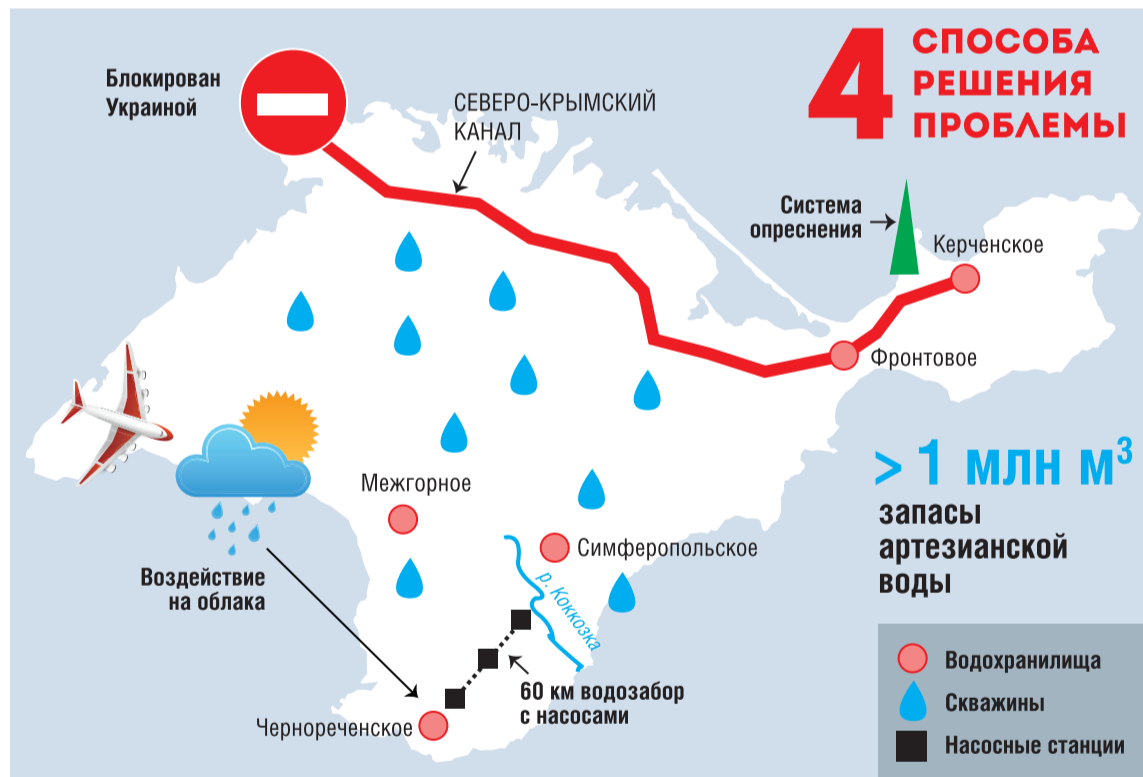 4 СПОСОБА
РЕШЕНИЯ
ПРОБЛЕМЫ
Блокирован
Украиной
СЕВЕРО-КРЫМСКИЙ
КАНАЛ
Система
опреснения
Керченское
Фронтовое
> 1 млн м³
запасы
артезианской
воды
Межгорное
Симферопольское
р. Коккозка
Воздействие
на облака
60 км водозабор
с насосами
Чернореченское
Водохранилища
Скважины
Насосные станции